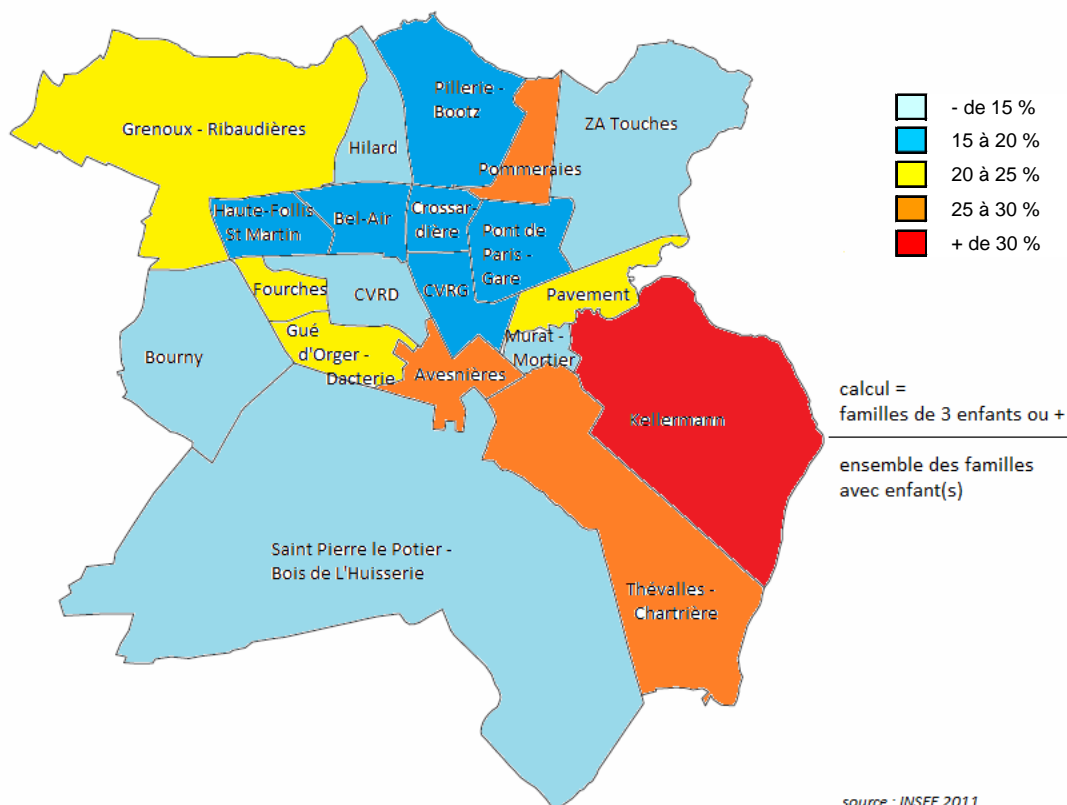 Grenoux - Ribaudières
Hilard
Pillerie -
Bootz
ZA Touches
Pommeraies
Haute-Follis
St Martin
Bel-Air
Crossar-
dière
Pont de
Paris -
Gare
Fourches
CVRD
CVRG
Pavement
Bourny
Gué
d'Orger -
Dacterie
Avesnières
Murat -
Mortier
Kellermann
Saint Pierre le Potier -
Bois de L'Huisserie
Thévalles -
Chartrière
- de 15 %
15 à 20 %
20 à 25 %
25 à 30 %
+ de 30 %
calcul =
familles de 3 enfants ou +
ensemble des familles
avec enfant(s)
source : INSEE 2011